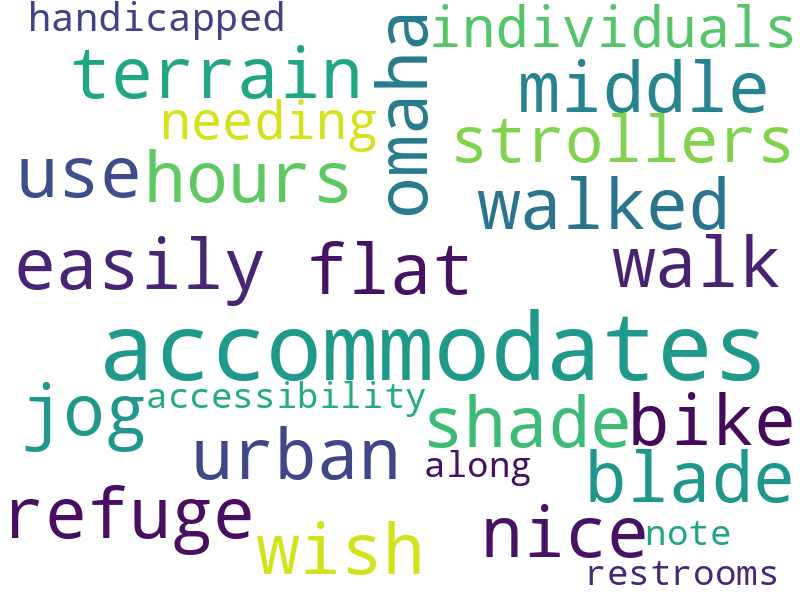 handicapped
individuals
terrain
omaha
middle
needing
strollers
use
hours
walked
easily
flat
walk
accommodates
jog
accessibility
shade
bike
urban
along
blade
refuge
wish
nice
note
restrooms